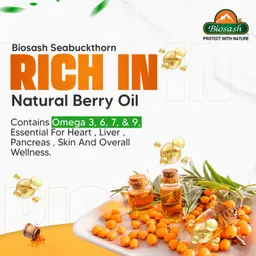 Biosash
PROTECT WITH NATURE
Biosash Seabuckthorn
RICH IN
Natural Berry Oil
Contains Omega 3, 6, 7, & 9,
Essential For Heart , Liver ,
Pancreas , Skin And Overall
Wellness.